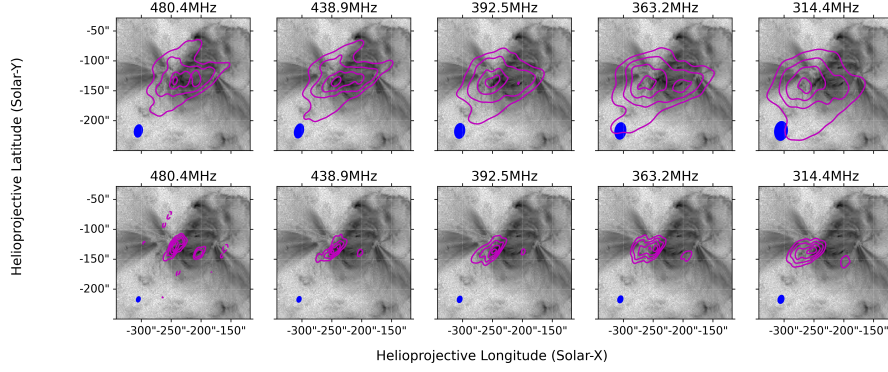 480.4MHz 438.9MHz 392.5MHz 363.2MHz 314.4MHz
-50"
-100"
-150"
-200"
480.4MHz 438.9MHz 392.5MHz 363.2MHz 314.4MHz
-50"
-100"
-150"
-200"
-300"-250"-200"-150" -300"-250"-200"-150" -300"-250"-200"-150" -300"-250"-200"-150" -300"-250"-200"-150"
Helioprojective Longitude (Solar-X)
Helioprojective Latitude (Solar-Y)